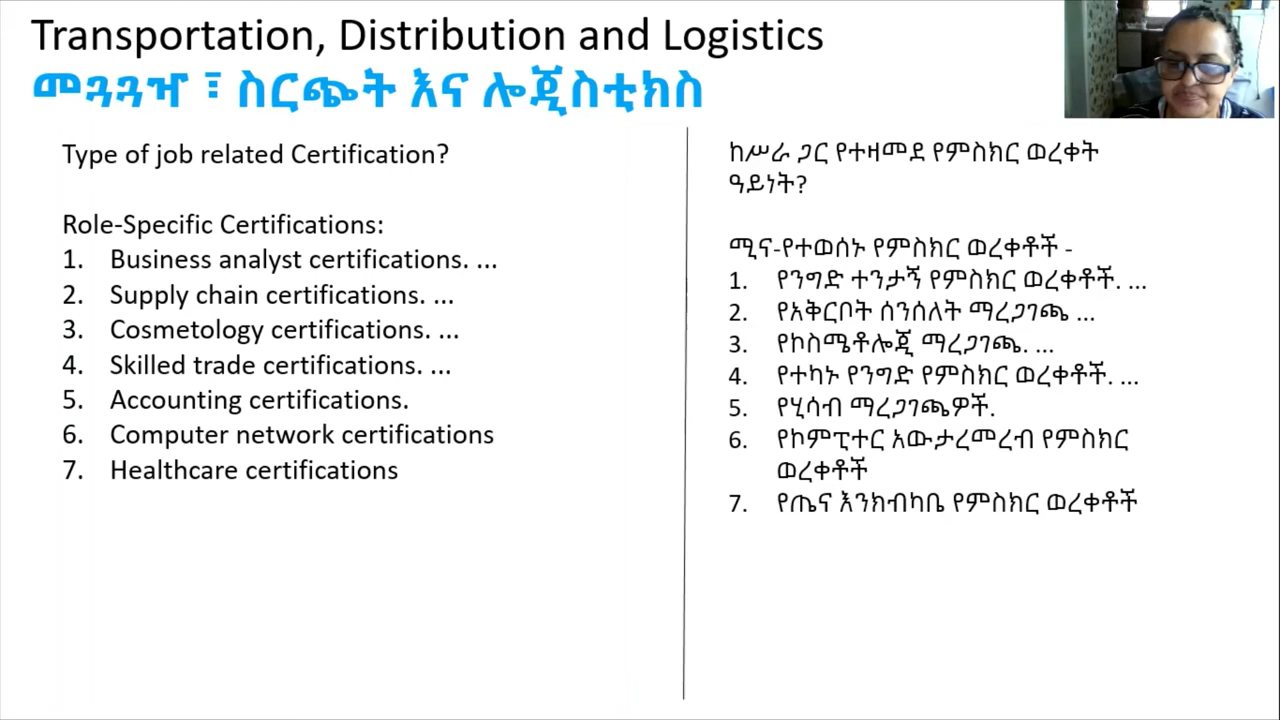 Transportation, Distribution and Logistics
መጓጓዣ ፣ ስርጭት እና ሎጂስቲክስ
Type of job related Certification?
Role-Specific Certifications:
1. Business analyst certifications. ...
2. Supply chain certifications. ...
3. Cosmetology certifications. ...
4. Skilled trade certifications. ...
5. Accounting certifications.
6. Computer network certifications
7. Healthcare certifications
ከሥራ ጋር የተዛመደ የምስክር ወረቀት
ዓይነት?
ሚና-የተወሰኑ የምስክር ወረቀቶች -
1. የንግድ ተንታኝ የምስክር ወረቀቶች. ...
2. የአቅርቦት ሰንሰለት ማረጋገጫ ...
3. የኮስሜቶሎጂ ማረጋገጫ. ...
4. የተካኑ የንግድ የምስክር ወረቀቶች. ...
5. የሂሳብ ማረጋገጫዎች.
6. የኮምፒተር አውታረመረብ የምስክር
ወረቀቶች
7. የጤና እንክብካቤ የምስክር ወረቀቶች